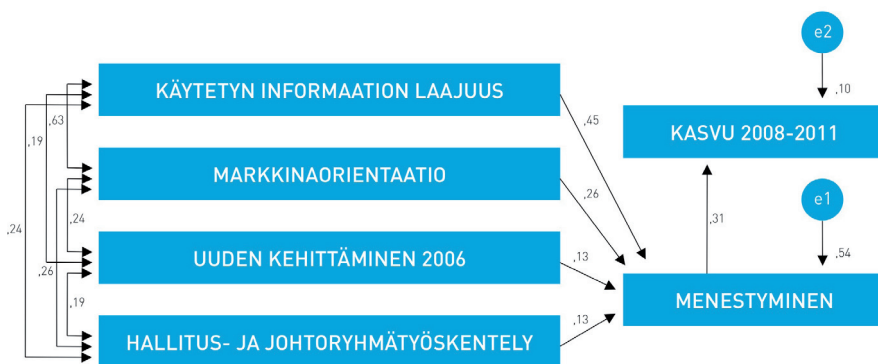 e2
KÄYTETYN INFORMAATION LAAJUUS
,10
,63
,45
,19
KASVU 2008-2011
MARKKINAORIENTAATIO
,26
e1
,24
,31
,24
UUDEN KEHITTÄMINEN 2006
,13
,54
,26
MENESTYMINEN
,19
,13
HALLITUS- JA JOHTORYHMÄTYÖSKENTELY